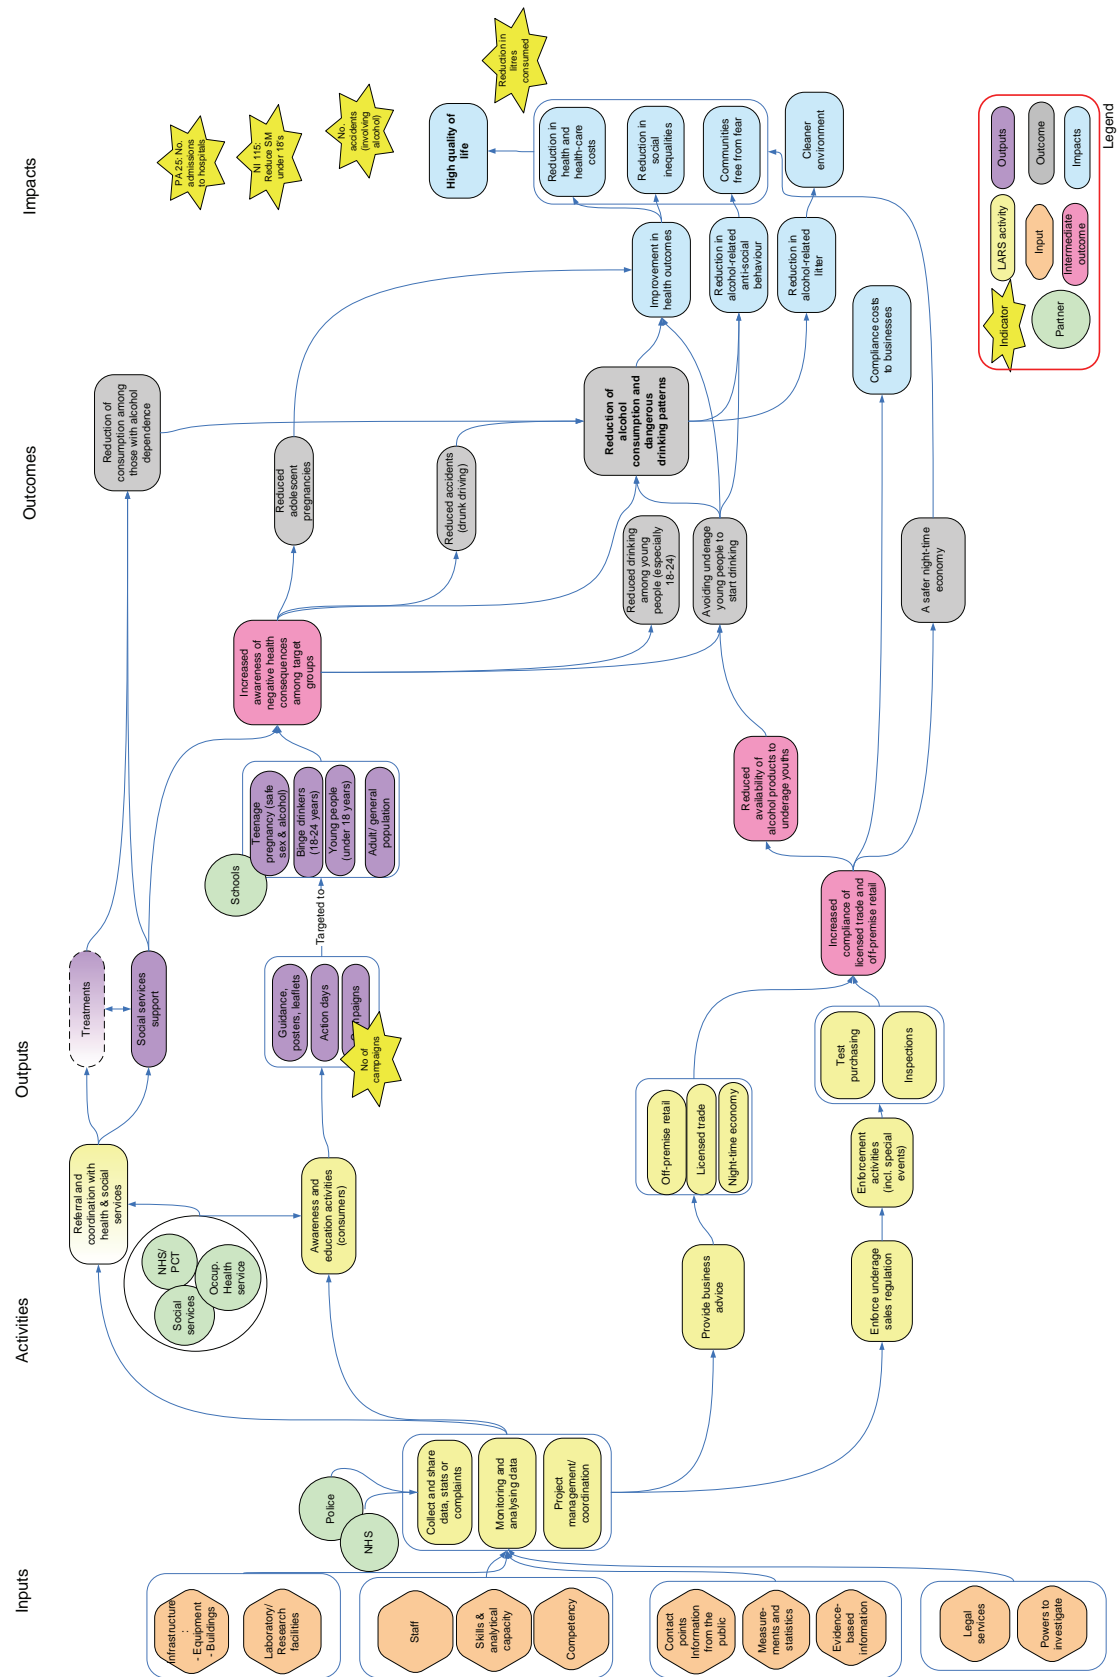 Inputs
Activities
Outputs
Outcomes
Impacts
Infrastructure
:
- Equipment
- Buildings
Laboratory/
Research
facilities
Staff
Skills &
analytical
capacity
Competency
Contact
points
Information
from the
public
Measure-
ments and
statistics
Evidence-
based
information
Legal
services
Powers to
investigate
Police
NHS
Collect and share
data, stats or
complaints
Monitoring and
analysing data
Project
management/
coordination
Referral and
coordination with
health & social
services
NHS/
PCT
Social
services
Occup.
Health
service
Awareness and
education activities
(consumers)
Provide business
advice
Enforce underage
sales regulation
Off-premise retail
Licensed trade
Night-time economy
Enforcement
activities
(incl. special
events)
Test
purchasing
Inspections
Treatments
Social services
support
Guidance,
posters, leaflets
Action days
mpaigns
No of
campaigns
Targeted to
Schools
Teenage
pregnancy (safe
sex & alcohol)
Binge drinkers
(18-24 years)
Young people
(under 18 years)
Adult/ general
population
Increased
awareness of
negative health
consequences
among target
groups
Reduced
availability of
alcohol products to
underage youths
Increased
compliance of
licensed trade and
off-premise retail
Reduction of
consumption among
those with alcohol
dependence
Reduced
adolescent
pregnancies
Reduced accidents
(drunk driving)
Reduction of
alcohol
consumption and
dangerous
drinking patterns
Reduced drinking
among young
people (especially
18-24)
Avoiding underage
young people to
start drinking
A safer night-time
economy
PA 25: No.
admissions
to hospitals
NI 115:
Reduce SM
under 18's
No.
accidents
(involving
alcohol)
Reduction in
litres
consumed
High quality of
life
Reduction in
health and
health-care
costs
Reduction in
social
inequalities
Communities
free from fear
Cleaner
environment
Improvement in
health outcomes
Reduction in
alcohol-related
anti-social
behaviour
Reduction in
alcohol-related
litter
Compliance costs
to businesses
Indicator
LARS activity
Outputs
Partner
Input
Outcome
Intermediate
outcome
Impacts
Legend